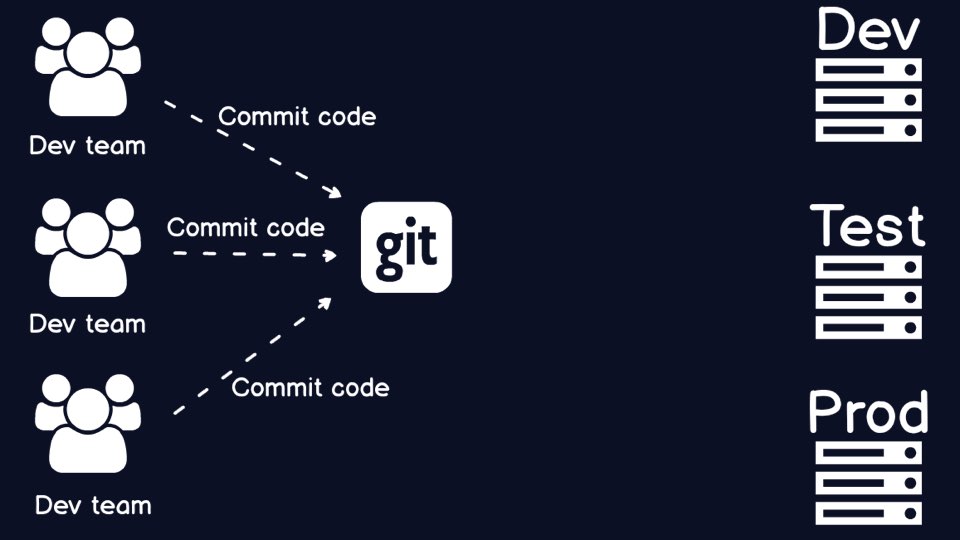 Dev
Commit code
Dev team
Commit code
git
Test
Dev team
Commit code
Prod
Dev team